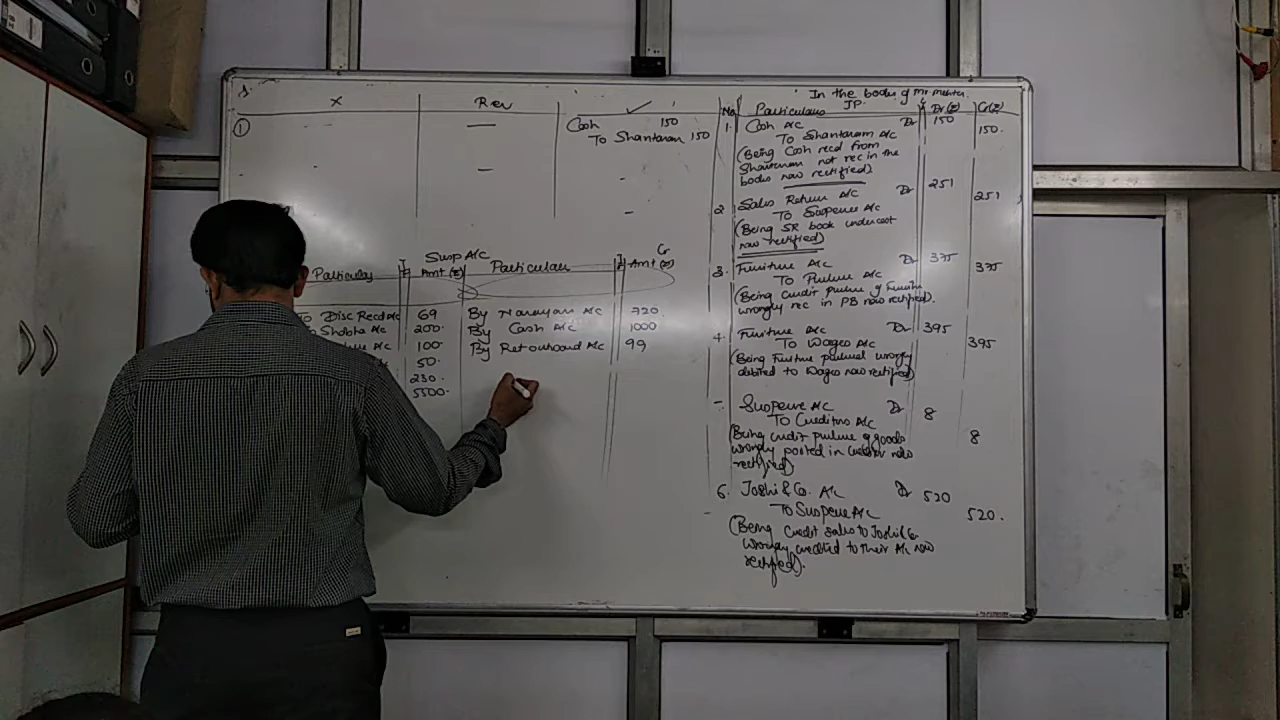 X Rev ✓
①
Cash 150
To Shantaram 150
Susp A/c
Cr
Particulars Amt (₹) Particulars Amt (₹)
To Disc Recd A/c 69 By Narayan A/c 720
Shobha A/c 200 By Cash A/c 1000
A/c 100 By Ret outward A/c 99
50
230
5500
In the books of Mr
JP.
No Particulars Dr (₹) Cr (₹)
1. Cash A/c Dr 150
To Shantaram A/c 150
(Being Cash recd from
Shantaram not rec in the
books now rectified)
2 Sales Return A/c Dr 251
To Suspense A/c 251
(Being SR book undercast
now rectified)
3. Furniture A/c Dr 375
To Purchase A/c 375
(Being credit purchase of Furniture
wrongly rec in PB now rectified).
4. Furniture A/c Dr 395
To Wages A/c 395
(Being Furniture purchased wrongly
debited to Wages now rectified)
Suspense A/c Dr 8
To Creditors A/c 8
(Being credit purchase of goods
wrongly posted in creditor now
rectified)
6. Joshi & Co. A/c Dr 520
To Suspense A/c 520.
(Being Credit sales to Joshi & Co
wrongly credited to their A/c now
rectified).